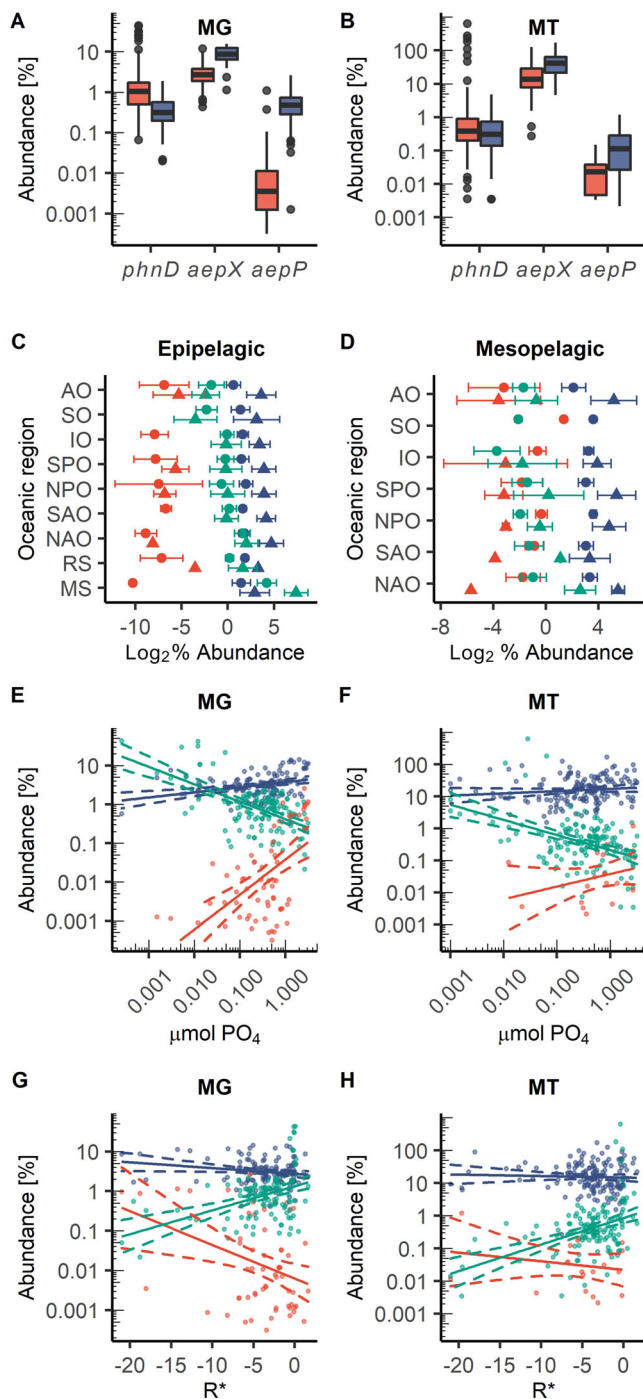 A
MG
Abundance [%]
10
1
0.1
0.01
0.001
phnD aepX aepP
B
MT
Abundance [%]
100
10
1
0.1
0.01
0.001
phnD aepX aepP
C
Epipelagic
Oceanic region
AO
SO
IO
SPO
NPO
SAO
NAO
RS
MS
-10 -5 0 5
Log2 % Abundance
D
Mesopelagic
Oceanic region
AO
SO
IO
SPO
NPO
SAO
NAO
-8 -4 0 4
Log2 % Abundance
E
MG
Abundance [%]
10
1
0.1
0.01
0.001
0.001 0.010 0.100 1.000
μmol PO4
F
MT
Abundance [%]
100
10
1
0.1
0.01
0.001
0.001 0.010 0.100 1.000
μmol PO4
G
MG
Abundance [%]
10
1
0.1
0.01
0.001
-20 -15 -10 -5 0
R*
H
MT
Abundance [%]
100
10
1
0.1
0.01
0.001
-20 -15 -10 -5 0
R*